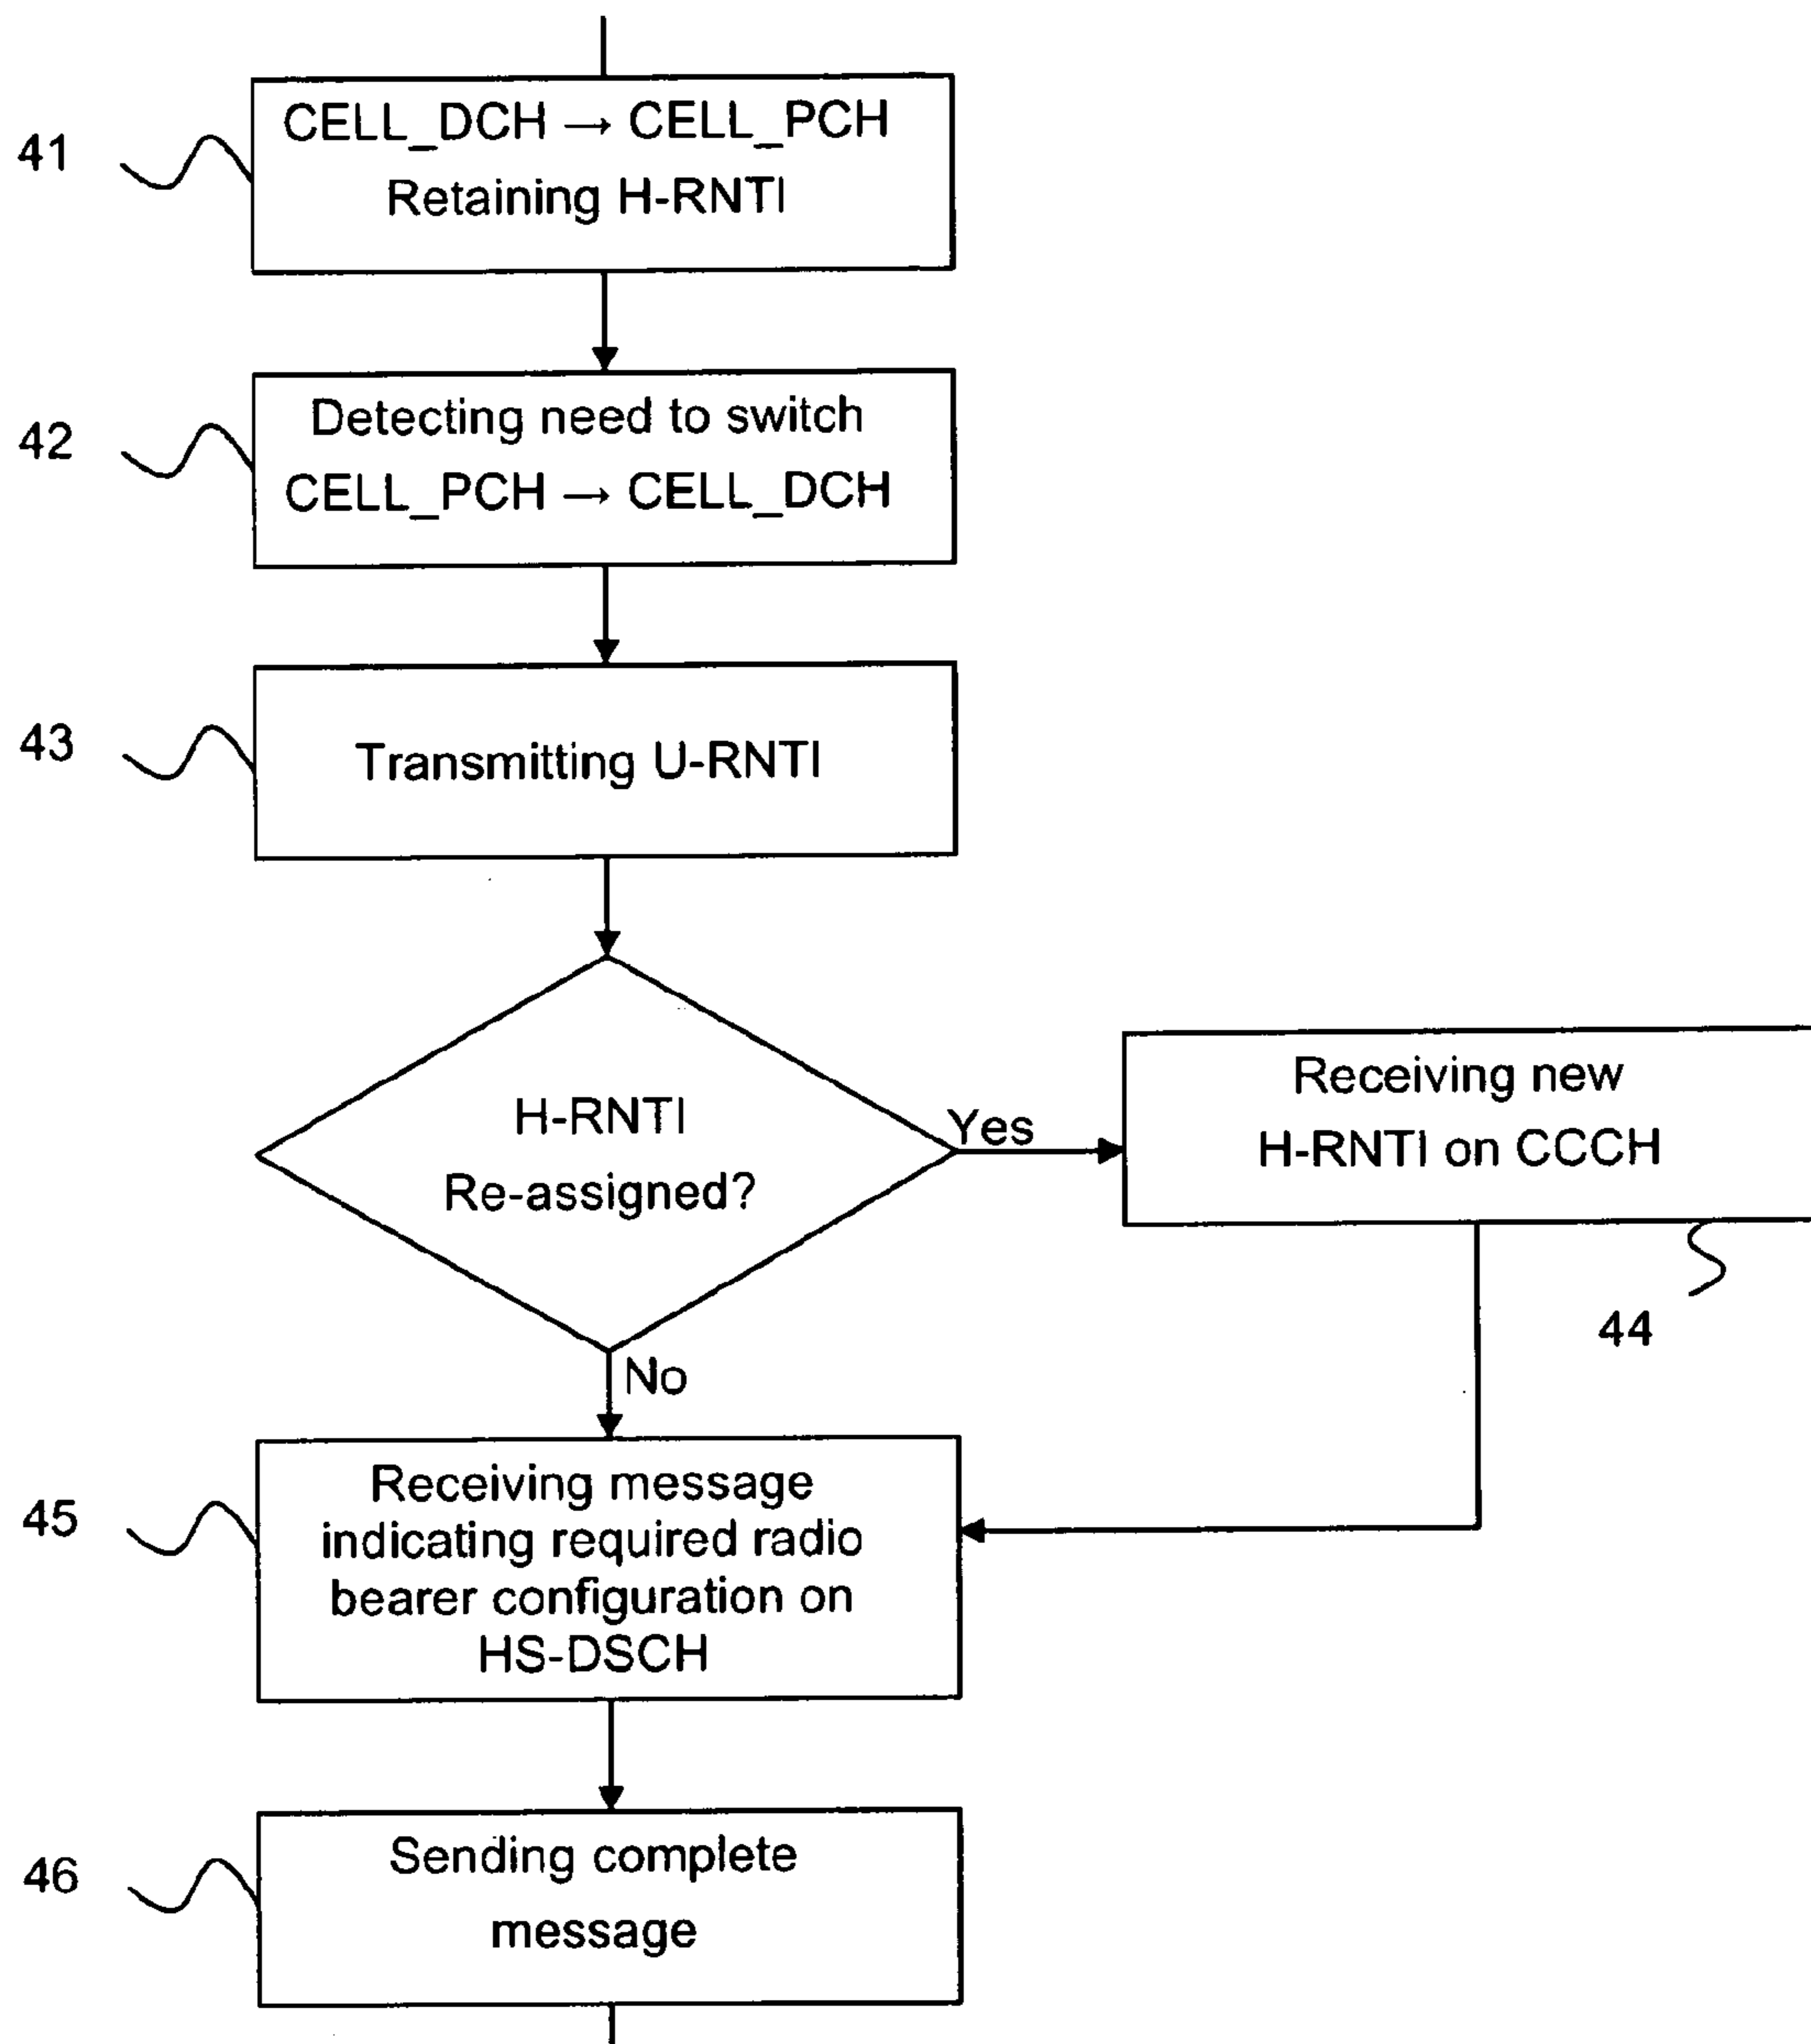 41
CELL_DCH → CELL_PCH
Retaining H-RNTI
42
Detecting need to switch
CELL_PCH → CELL_DCH
43
Transmitting U-RNTI
H-RNTI
Re-assigned?
Yes
Receiving new
H-RNTI on CCCH
44
No
45
Receiving message
indicating required radio
bearer configuration on
HS-DSCH
46
Sending complete
message